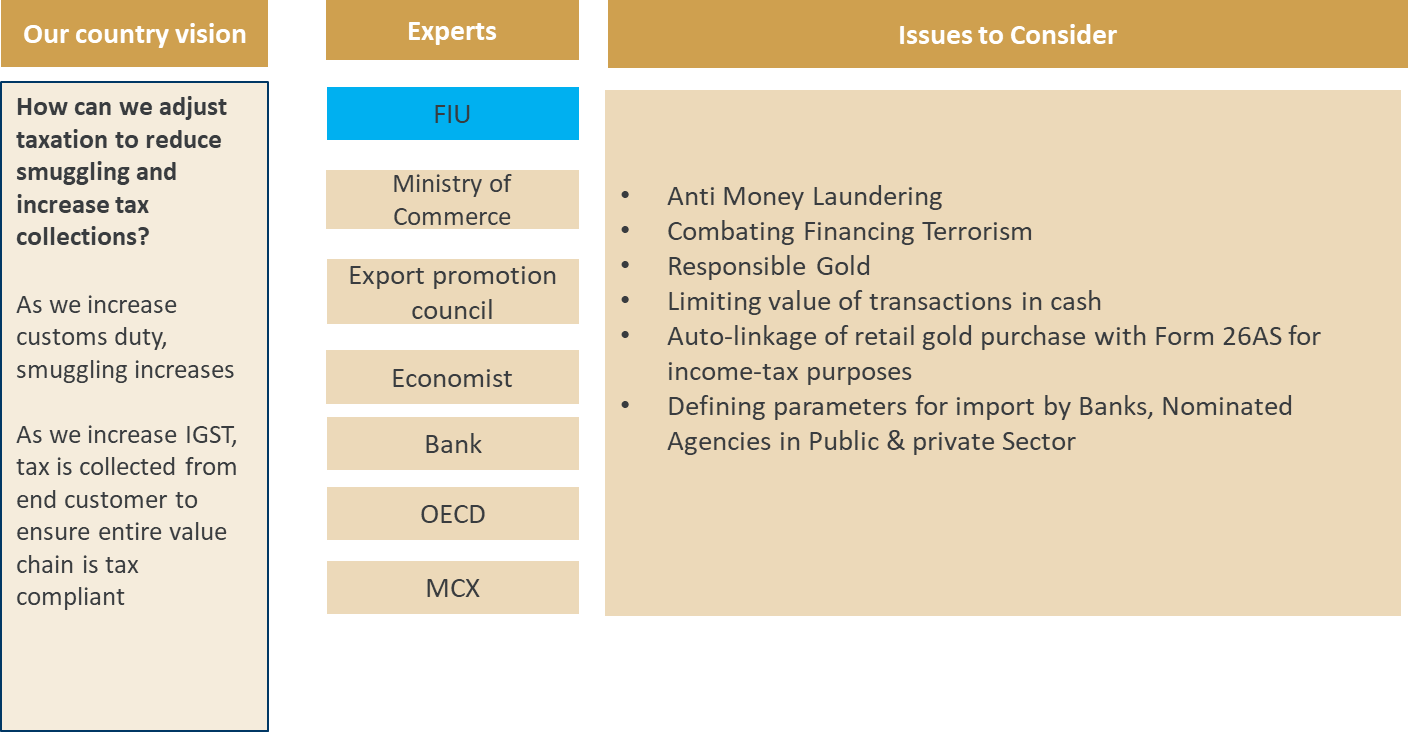 Our country vision
Experts
Issues to Consider
How can we adjust
taxation to reduce
smuggling and
increase tax
collections?
As we increase
customs duty,
smuggling increases
As we increase IGST,
tax is collected from
end customer to
ensure entire value
chain is tax
compliant
FIU
Ministry of
Commerce
Export promotion
council
Economist
Bank
OECD
MCX
• Anti Money Laundering
• Combating Financing Terrorism
• Responsible Gold
• Limiting value of transactions in cash
• Auto-linkage of retail gold purchase with Form 26AS for
income-tax purposes
• Defining parameters for import by Banks, Nominated
Agencies in Public & private Sector